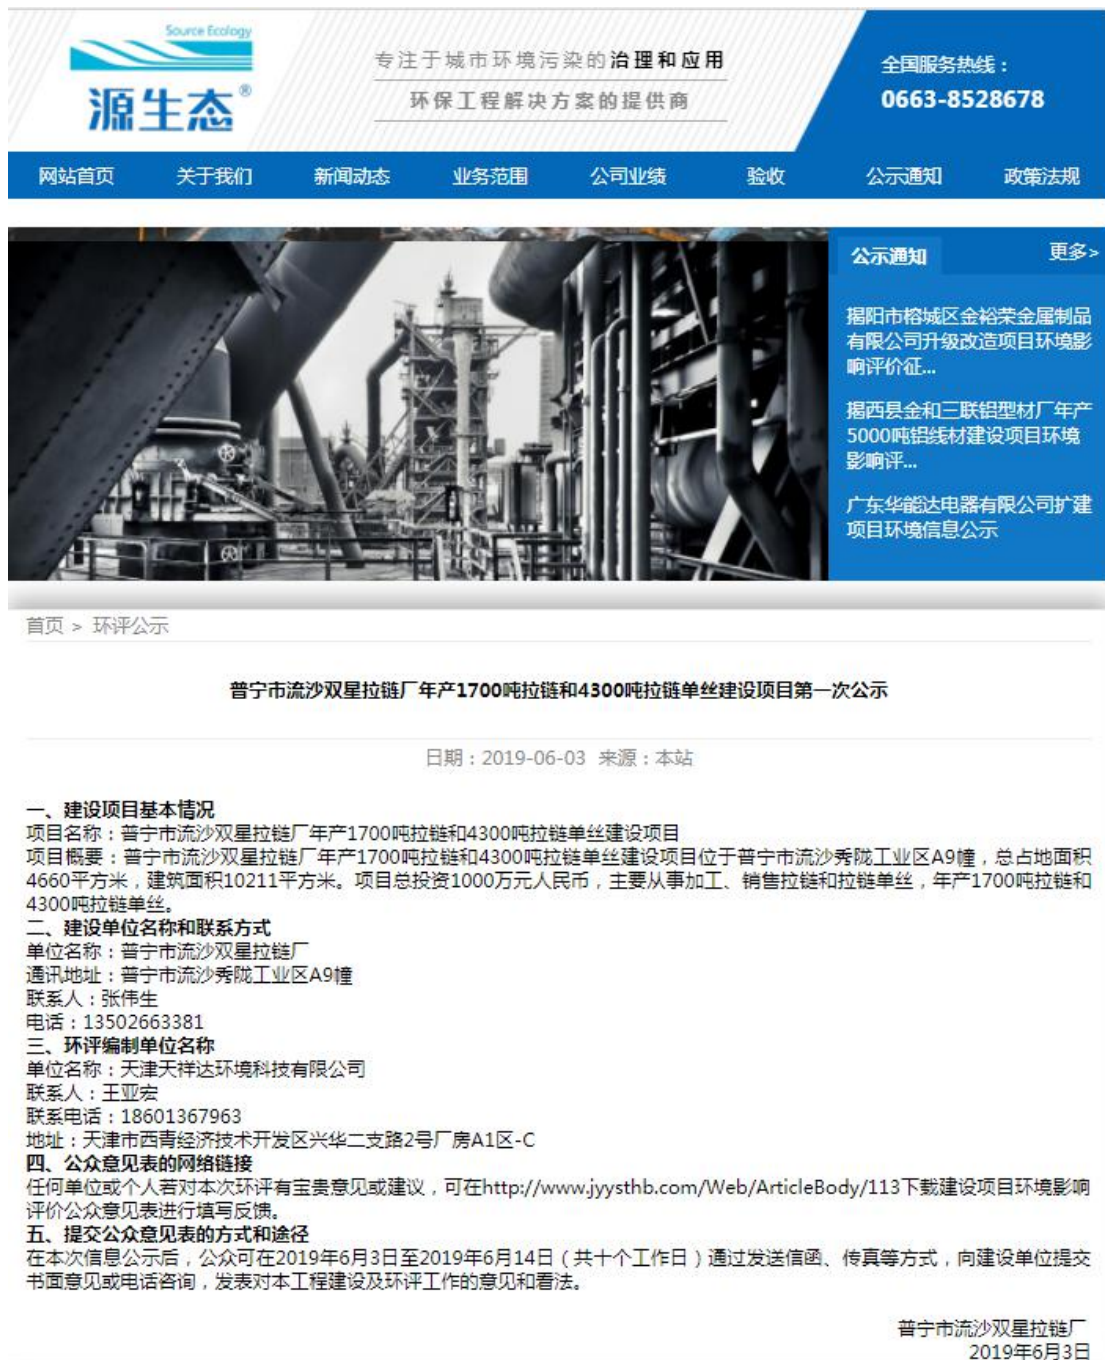 Source Ecology
源生态®
专注于城市环境污染的治理和应用
环保工程解决方案的提供商
全国服务热线：
0663-8528678
网站首页 关于我们 新闻动态 业务范围 公司业绩 验收 公示通知 政策法规
公示通知 更多>
揭阳市榕城区金裕荣金属制品
有限公司升级改造项目环境影
响评价征...
揭西县金和三联铝型材厂年产
5000吨铝线材建设项目环境
影响评...
广东华能达电器有限公司扩建
项目环境信息公示
首页 > 环评公示
普宁市流沙双星拉链厂年产1700吨拉链和4300吨拉链单丝建设项目第一次公示
日期：2019-06-03 来源：本站
一、建设项目基本情况
项目名称：普宁市流沙双星拉链厂年产1700吨拉链和4300吨拉链单丝建设项目
项目概要：普宁市流沙双星拉链厂年产1700吨拉链和4300吨拉链单丝建设项目位于普宁市流沙秀陇工业区A9幢，总占地面积
4660平方米，建筑面积10211平方米。项目总投资1000万元人民币，主要从事加工、销售拉链和拉链单丝，年产1700吨拉链和
4300吨拉链单丝。
二、建设单位名称和联系方式
单位名称：普宁市流沙双星拉链厂
通讯地址：普宁市流沙秀陇工业区A9幢
联系人：张伟生
电话：13502663381
三、环评编制单位名称
单位名称：天津天祥达环境科技有限公司
联系人：王亚宏
联系电话：18601367963
地址：天津市西青经济技术开发区兴华二支路2号厂房A1区-C
四、公众意见表的网络链接
任何单位或个人若对本次环评有宝贵意见或建议，可在http://www.jyysthb.com/Web/ArticleBody/113下载建设项目环境影响
评价公众意见表进行填写反馈。
五、提交公众意见表的方式和途径
在本次信息公示后，公众可在2019年6月3日至2019年6月14日（共十个工作日）通过发送信函、传真等方式，向建设单位提交
书面意见或电话咨询，发表对本工程建设及环评工作的意见和看法。
普宁市流沙双星拉链厂
2019年6月3日